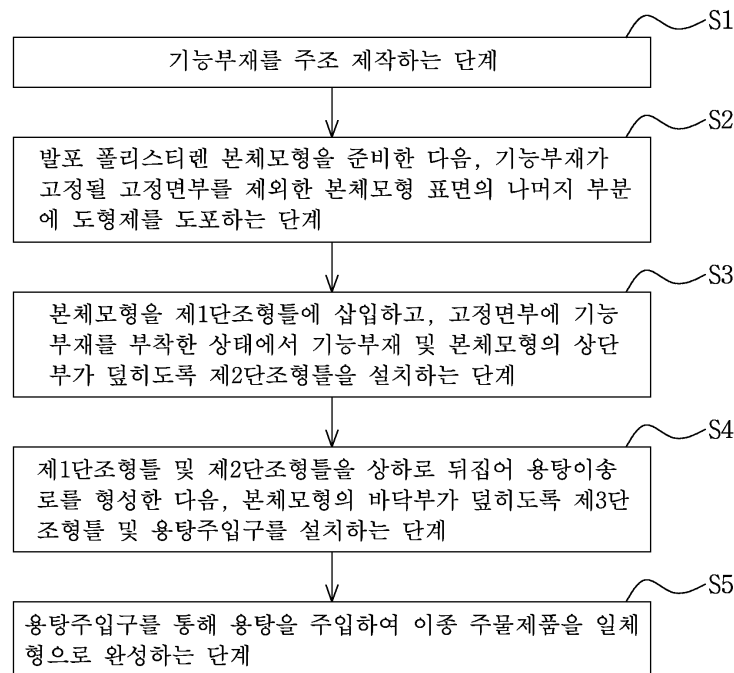 S1
기능부재를 주조 제작하는 단계
S2
발포 폴리스티렌 본체모형을 준비한 다음, 기능부재가
고정될 고정면부를 제외한 본체모형 표면의 나머지 부분
에 도형제를 도포하는 단계
S3
본체모형을 제1단조형틀에 삽입하고, 고정면부에 기능
부재를 부착한 상태에서 기능부재 및 본체모형의 상단
부가 덮히도록 제2단조형틀을 설치하는 단계
S4
제1단조형틀 및 제2단조형틀을 상하로 뒤집어 용탕이송
로를 형성한 다음, 본체모형의 바닥부가 덮히도록 제3단
조형틀 및 용탕주입구를 설치하는 단계
S5
용탕주입구를 통해 용탕을 주입하여 이종 주물제품을 일체
형으로 완성하는 단계